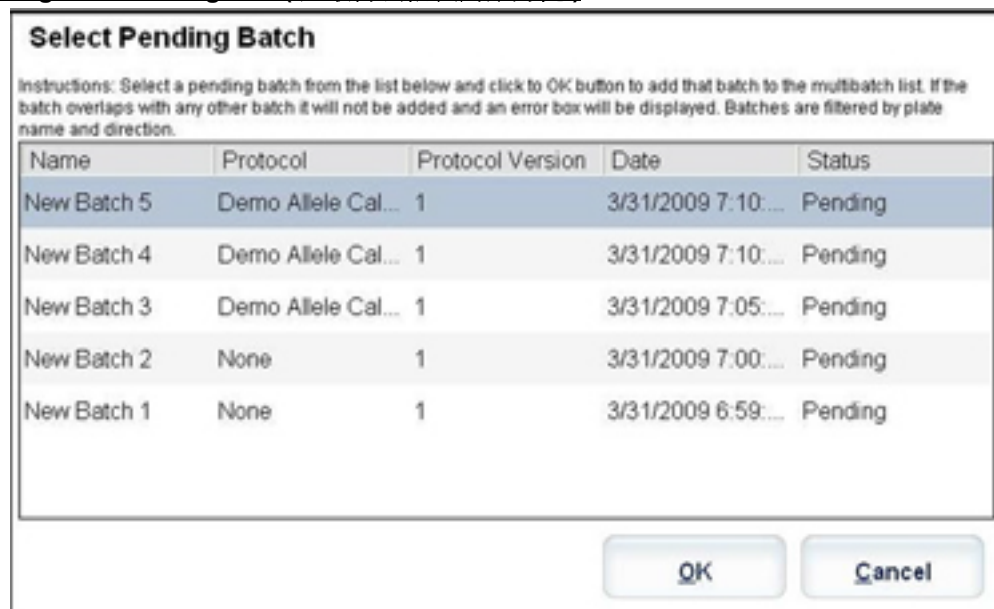 Select Pending Batch
Instructions: Select a pending batch from the list below and click to OK button to add that batch to the multibatch list. If the
batch overlaps with any other batch it will not be added and an error box will be displayed. Batches are filtered by plate
name and direction.
Name Protocol Protocol Version Date Status
New Batch 5 Demo Allele Cal... 1 3/31/2009 7:10:... Pending
New Batch 4 Demo Allele Cal... 1 3/31/2009 7:10:... Pending
New Batch 3 Demo Allele Cal... 1 3/31/2009 7:05:... Pending
New Batch 2 None 1 3/31/2009 7:00:... Pending
New Batch 1 None 1 3/31/2009 6:59:... Pending
OK Cancel